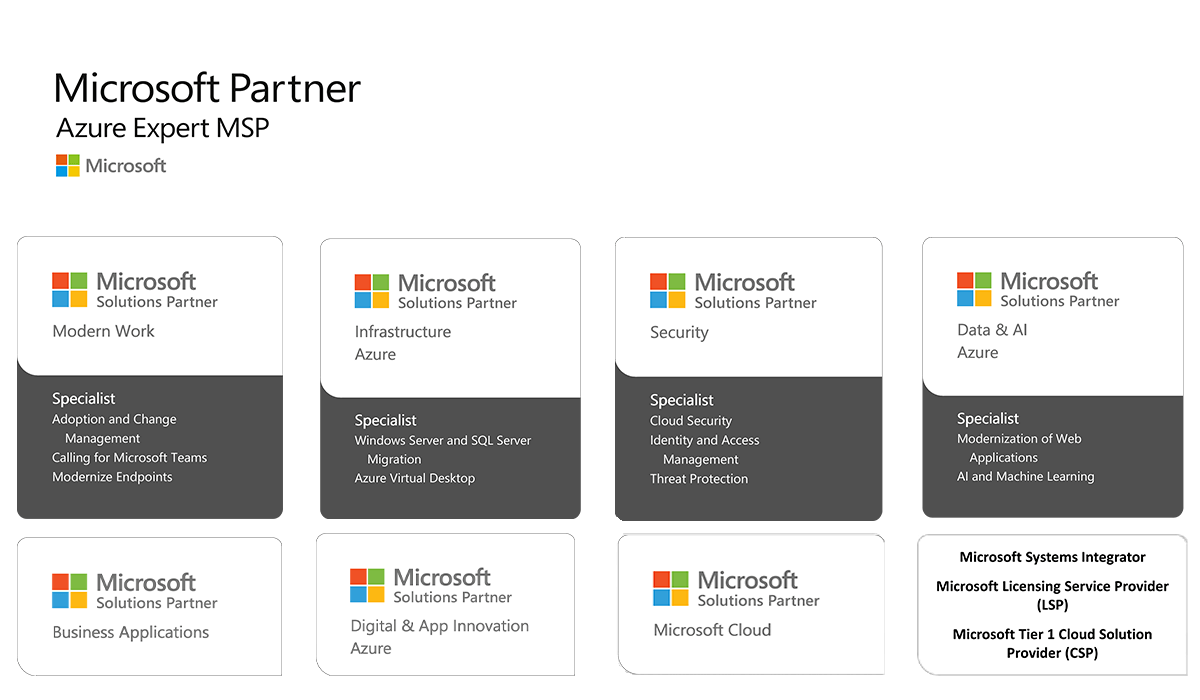 Microsoft Partner
Azure Expert MSP
Microsoft
Microsoft
Solutions Partner
Modern Work
Specialist
Adoption and Change
Management
Calling for Microsoft Teams
Modernize Endpoints
Microsoft
Solutions Partner
Infrastructure
Azure
Specialist
Windows Server and SQL Server
Migration
Azure Virtual Desktop
Microsoft
Solutions Partner
Security
Specialist
Cloud Security
Identity and Access
Management
Threat Protection
Microsoft
Solutions Partner
Data & AI
Azure
Specialist
Modernization of Web
Applications
AI and Machine Learning
Microsoft
Solutions Partner
Business Applications
Microsoft
Solutions Partner
Digital & App Innovation
Azure
Microsoft
Solutions Partner
Microsoft Cloud
Microsoft Systems Integrator
Microsoft Licensing Service Provider
(LSP)
Microsoft Tier 1 Cloud Solution
Provider (CSP)